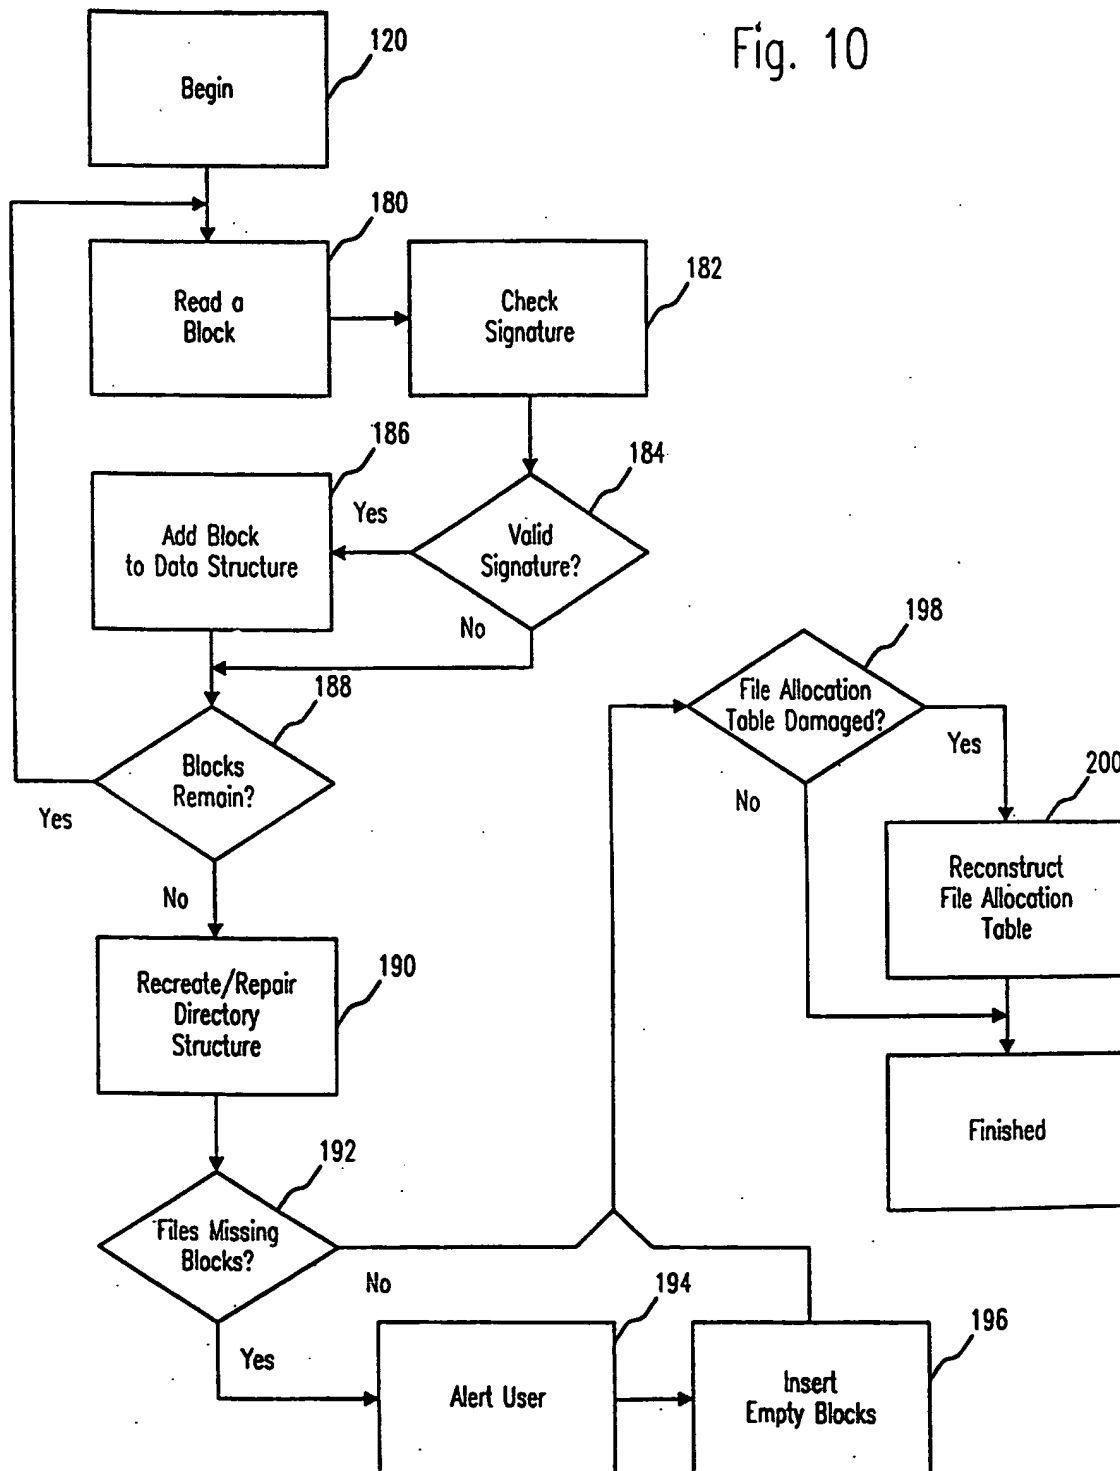 Fig. 10
120
Begin
180
Read a
Block
182
Check
Signature
186
Add Block
to Data Structure
Yes
184
Valid
Signature?
No
188
Blocks
Remain?
Yes
No
198
File Allocation
Table Damaged?
Yes
No
200
Reconstruct
File Allocation
Table
190
Recreate/Repair
Directory
Structure
Finished
192
Files Missing
Blocks?
No
Yes
194
Alert User
196
Insert
Empty Blocks